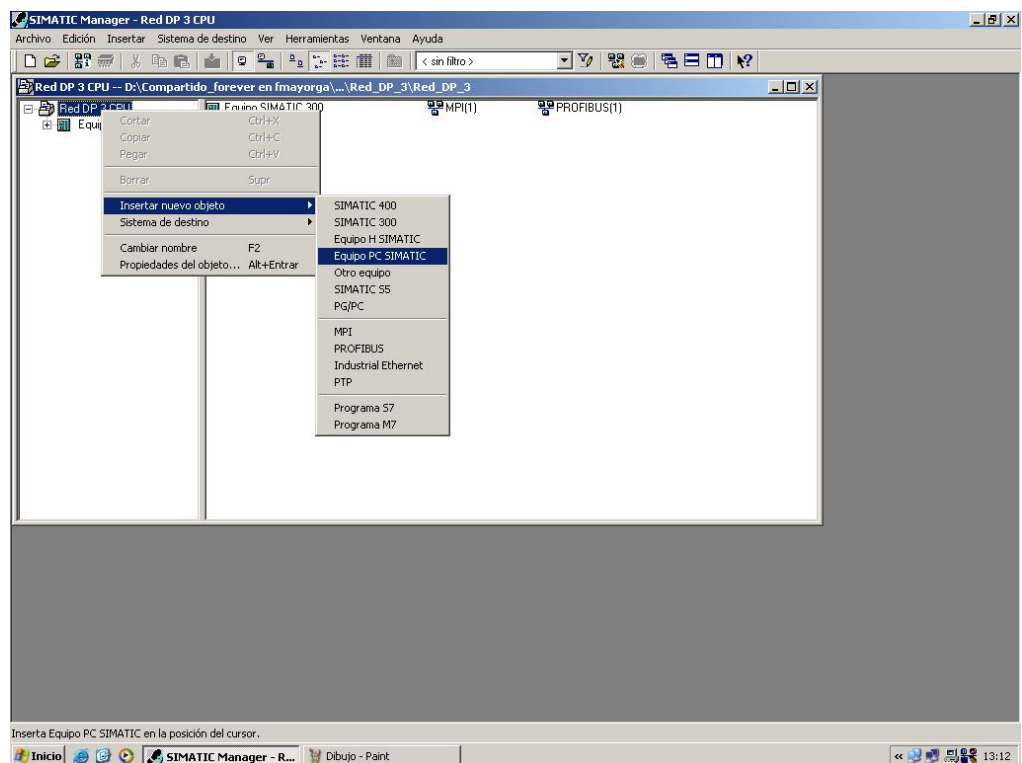 SIMATIC Manager - Red DP 3 CPU
Archivo Edición Insertar Sistema de destino Ver Herramientas Ventana Ayuda
< sin filtro >
Red DP 3 CPU -- D:\Compartido_forever en fmayorga\...\Red_DP_3\Red_DP_3
Red DP 3 CPU
Equipo SIMATIC 300 MPI(1) PROFIBUS(1)
Equi
Cortar Ctrl+X
Copiar Ctrl+C
Pegar Ctrl+V
Borrar Supr
Insertar nuevo objeto
Sistema de destino
Cambiar nombre F2
Propiedades del objeto... Alt+Entrar
SIMATIC 400
SIMATIC 300
Equipo H SIMATIC
Equipo PC SIMATIC
Otro equipo
SIMATIC S5
PG/PC
MPI
PROFIBUS
Industrial Ethernet
PTP
Programa S7
Programa M7
Inserta Equipo PC SIMATIC en la posición del cursor.
Inicio SIMATIC Manager - R... Dibujo - Paint « 13:12